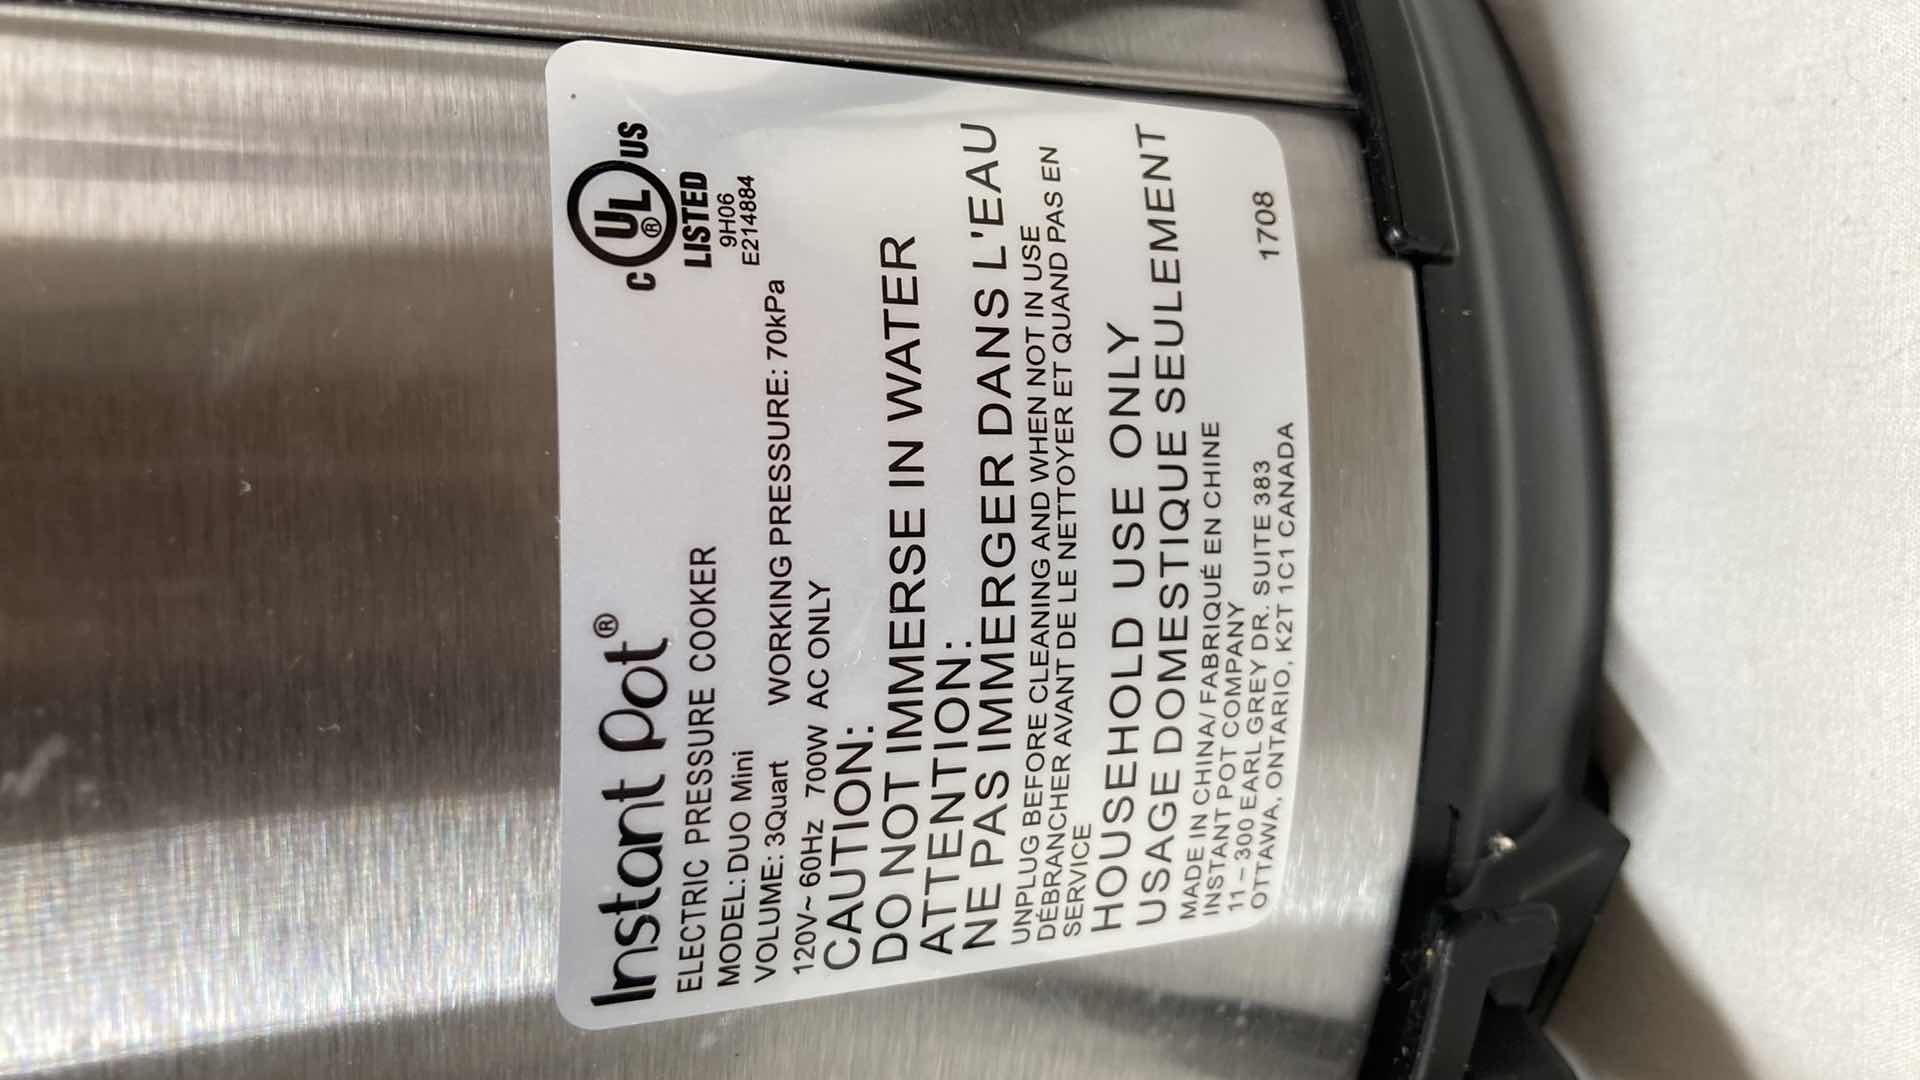 Instant Pot®
C UL® US
LISTED
9H06
E214884
ELECTRIC PRESSURE COOKER
MODEL: DUO Mini
VOLUME: 3Quart WORKING PRESSURE: 70kPa
120V~ 60Hz 700W AC ONLY
CAUTION:
DO NOT IMMERSE IN WATER
ATTENTION:
NE PAS IMMERGER DANS L'EAU
UNPLUG BEFORE CLEANING AND WHEN NOT IN USE
DÉBRANCHER AVANT DE LE NETTOYER ET QUAND PAS EN
SERVICE
HOUSEHOLD USE ONLY
USAGE DOMESTIQUE SEULEMENT
MADE IN CHINA/ FABRIQUÉ EN CHINE
INSTANT POT COMPANY
11 – 300 EARL GREY DR. SUITE 383
OTTAWA, ONTARIO, K2T 1C1 CANADA
1708